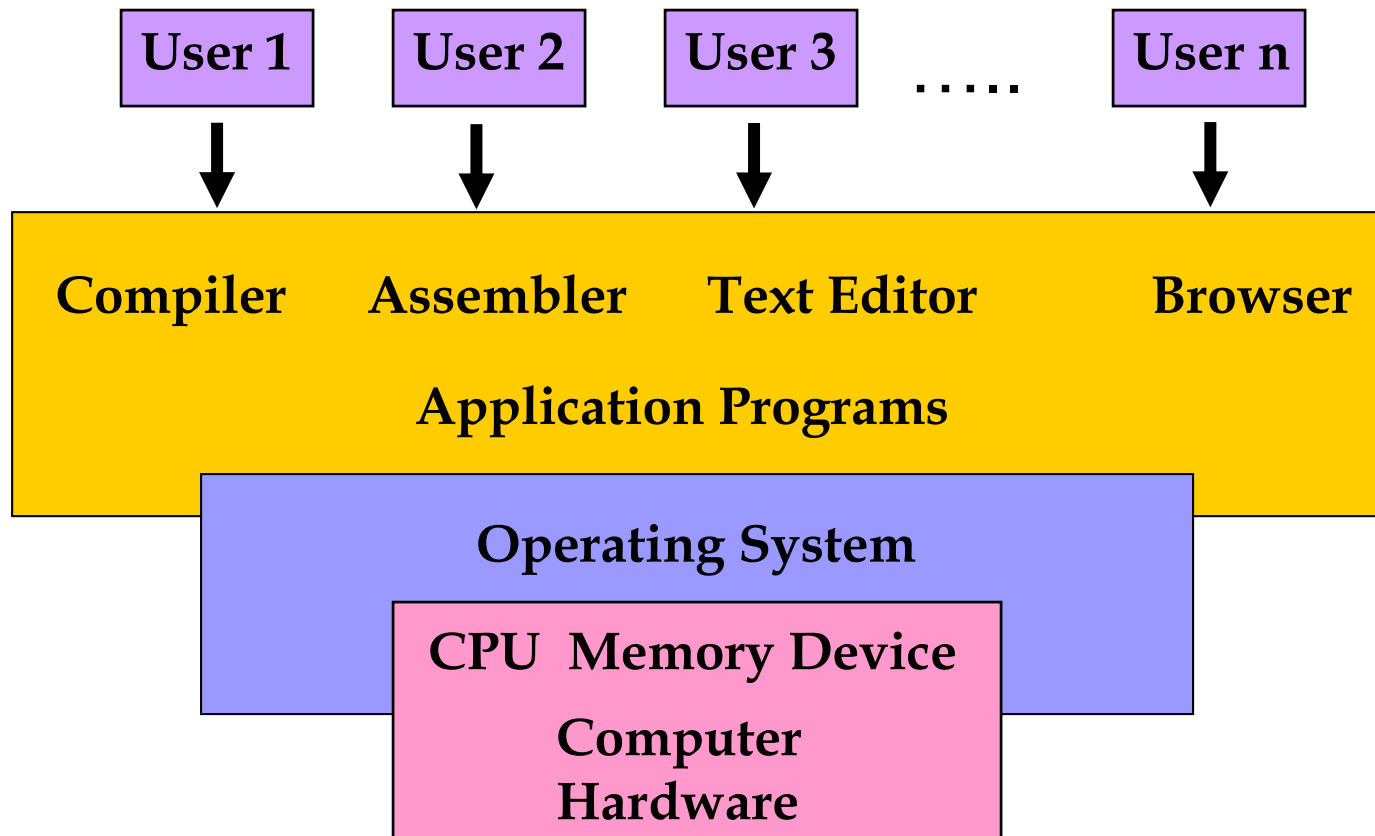 User 1 User 2 User 3 ..... User n
Compiler Assembler Text Editor Browser
Application Programs
Operating System
CPU Memory Device
Computer
Hardware